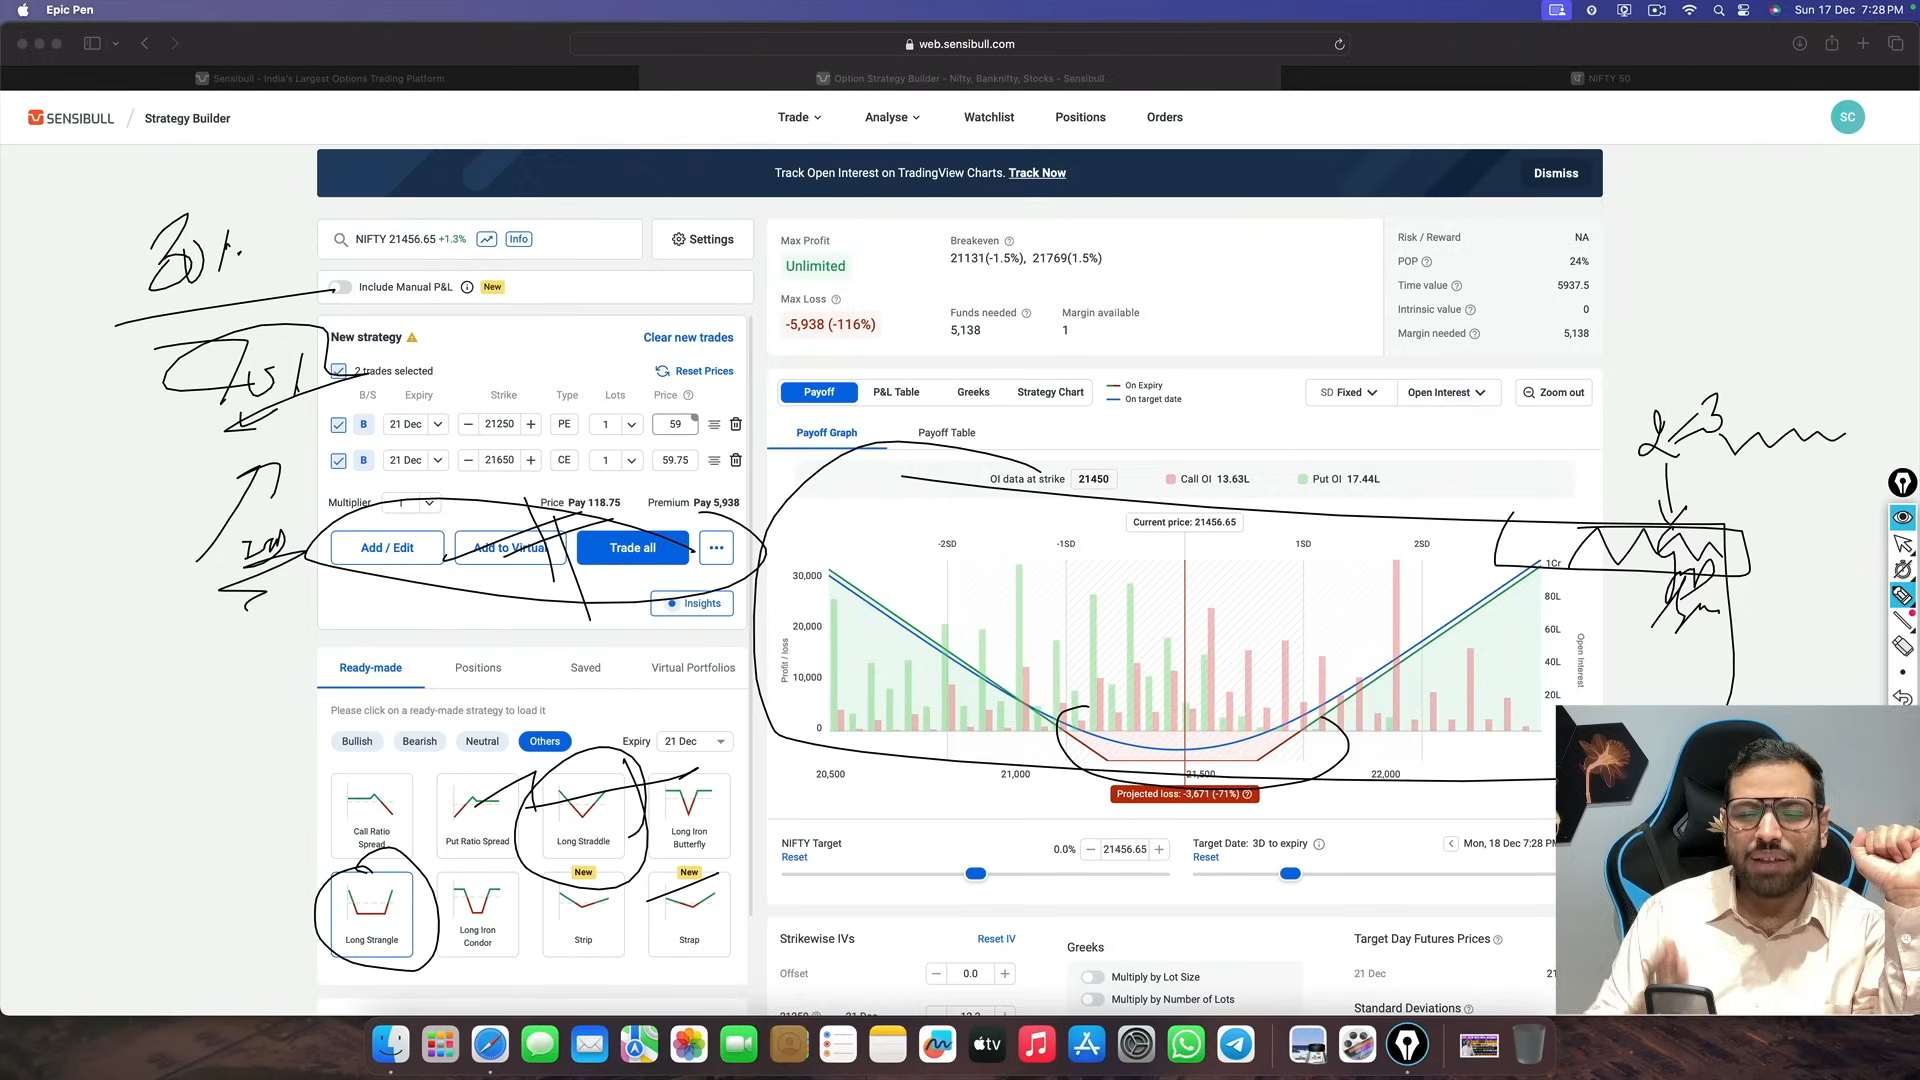 Epic Pen
Sun 17 Dec 7:28 PM
web.sensibull.com
Sensibull - India's Largest Options Trading Platform
Option Strategy Builder - Nifty, Banknifty, Stocks - Sensibull
NIFTY 50
SENSIBULL / Strategy Builder
Trade
Analyse
Watchlist
Positions
Orders
SC
Track Open Interest on TradingView Charts. Track Now
Dismiss
NIFTY 21456.65 +1.3%
Info
Settings
Include Manual P&L
New
New strategy
Clear new trades
2 trades selected
Reset Prices
B/S Expiry Strike Type Lots Price
B 21 Dec 21250 + PE 1 59
B 21 Dec 21650 + CE 1 59.75
Multiplier 1 Price Pay 118.75 Premium Pay 5,938
Add / Edit
Add to Virtual
Trade all
Insights
Ready-made
Positions
Saved
Virtual Portfolios
Please click on a ready-made strategy to load it
Bullish
Bearish
Neutral
Others
Expiry 21 Dec
Call Ratio Spread
Put Ratio Spread
Long Straddle
Long Iron Butterfly
New
New
Long Strangle
Long Iron Condor
Strip
Strap
Max Profit
Unlimited
Max Loss
-5,938 (-116%)
Breakeven
21131(-1.5%), 21769(1.5%)
Funds needed
5,138
Margin available
1
Risk / Reward NA
POP 24%
Time value 5937.5
Intrinsic value 0
Margin needed 5,138
Payoff
P&L Table
Greeks
Strategy Chart
On Expiry
On target date
SD Fixed
Open Interest
Zoom out
Payoff Graph
Payoff Table
OI data at strike 21450 Call OI 13.63L Put OI 17.44L
Current price: 21456.65
-2SD -1SD 1SD 2SD
30,000
20,000
10,000
0
Profit / loss
1Cr
80L
60L
40L
20L
Open Interest
20,500 21,000 21,500 22,000
Projected loss: -3,671 (-71%)
NIFTY Target
Reset
0.0% 21456.65
Target Date: 3D to expiry
Reset
Mon, 18 Dec 7:28 PM
Strikewise IVs
Reset IV
Offset 0.0
Greeks
Multiply by Lot Size
Multiply by Number of Lots
Target Day Futures Prices
21 Dec
Standard Deviations
tv